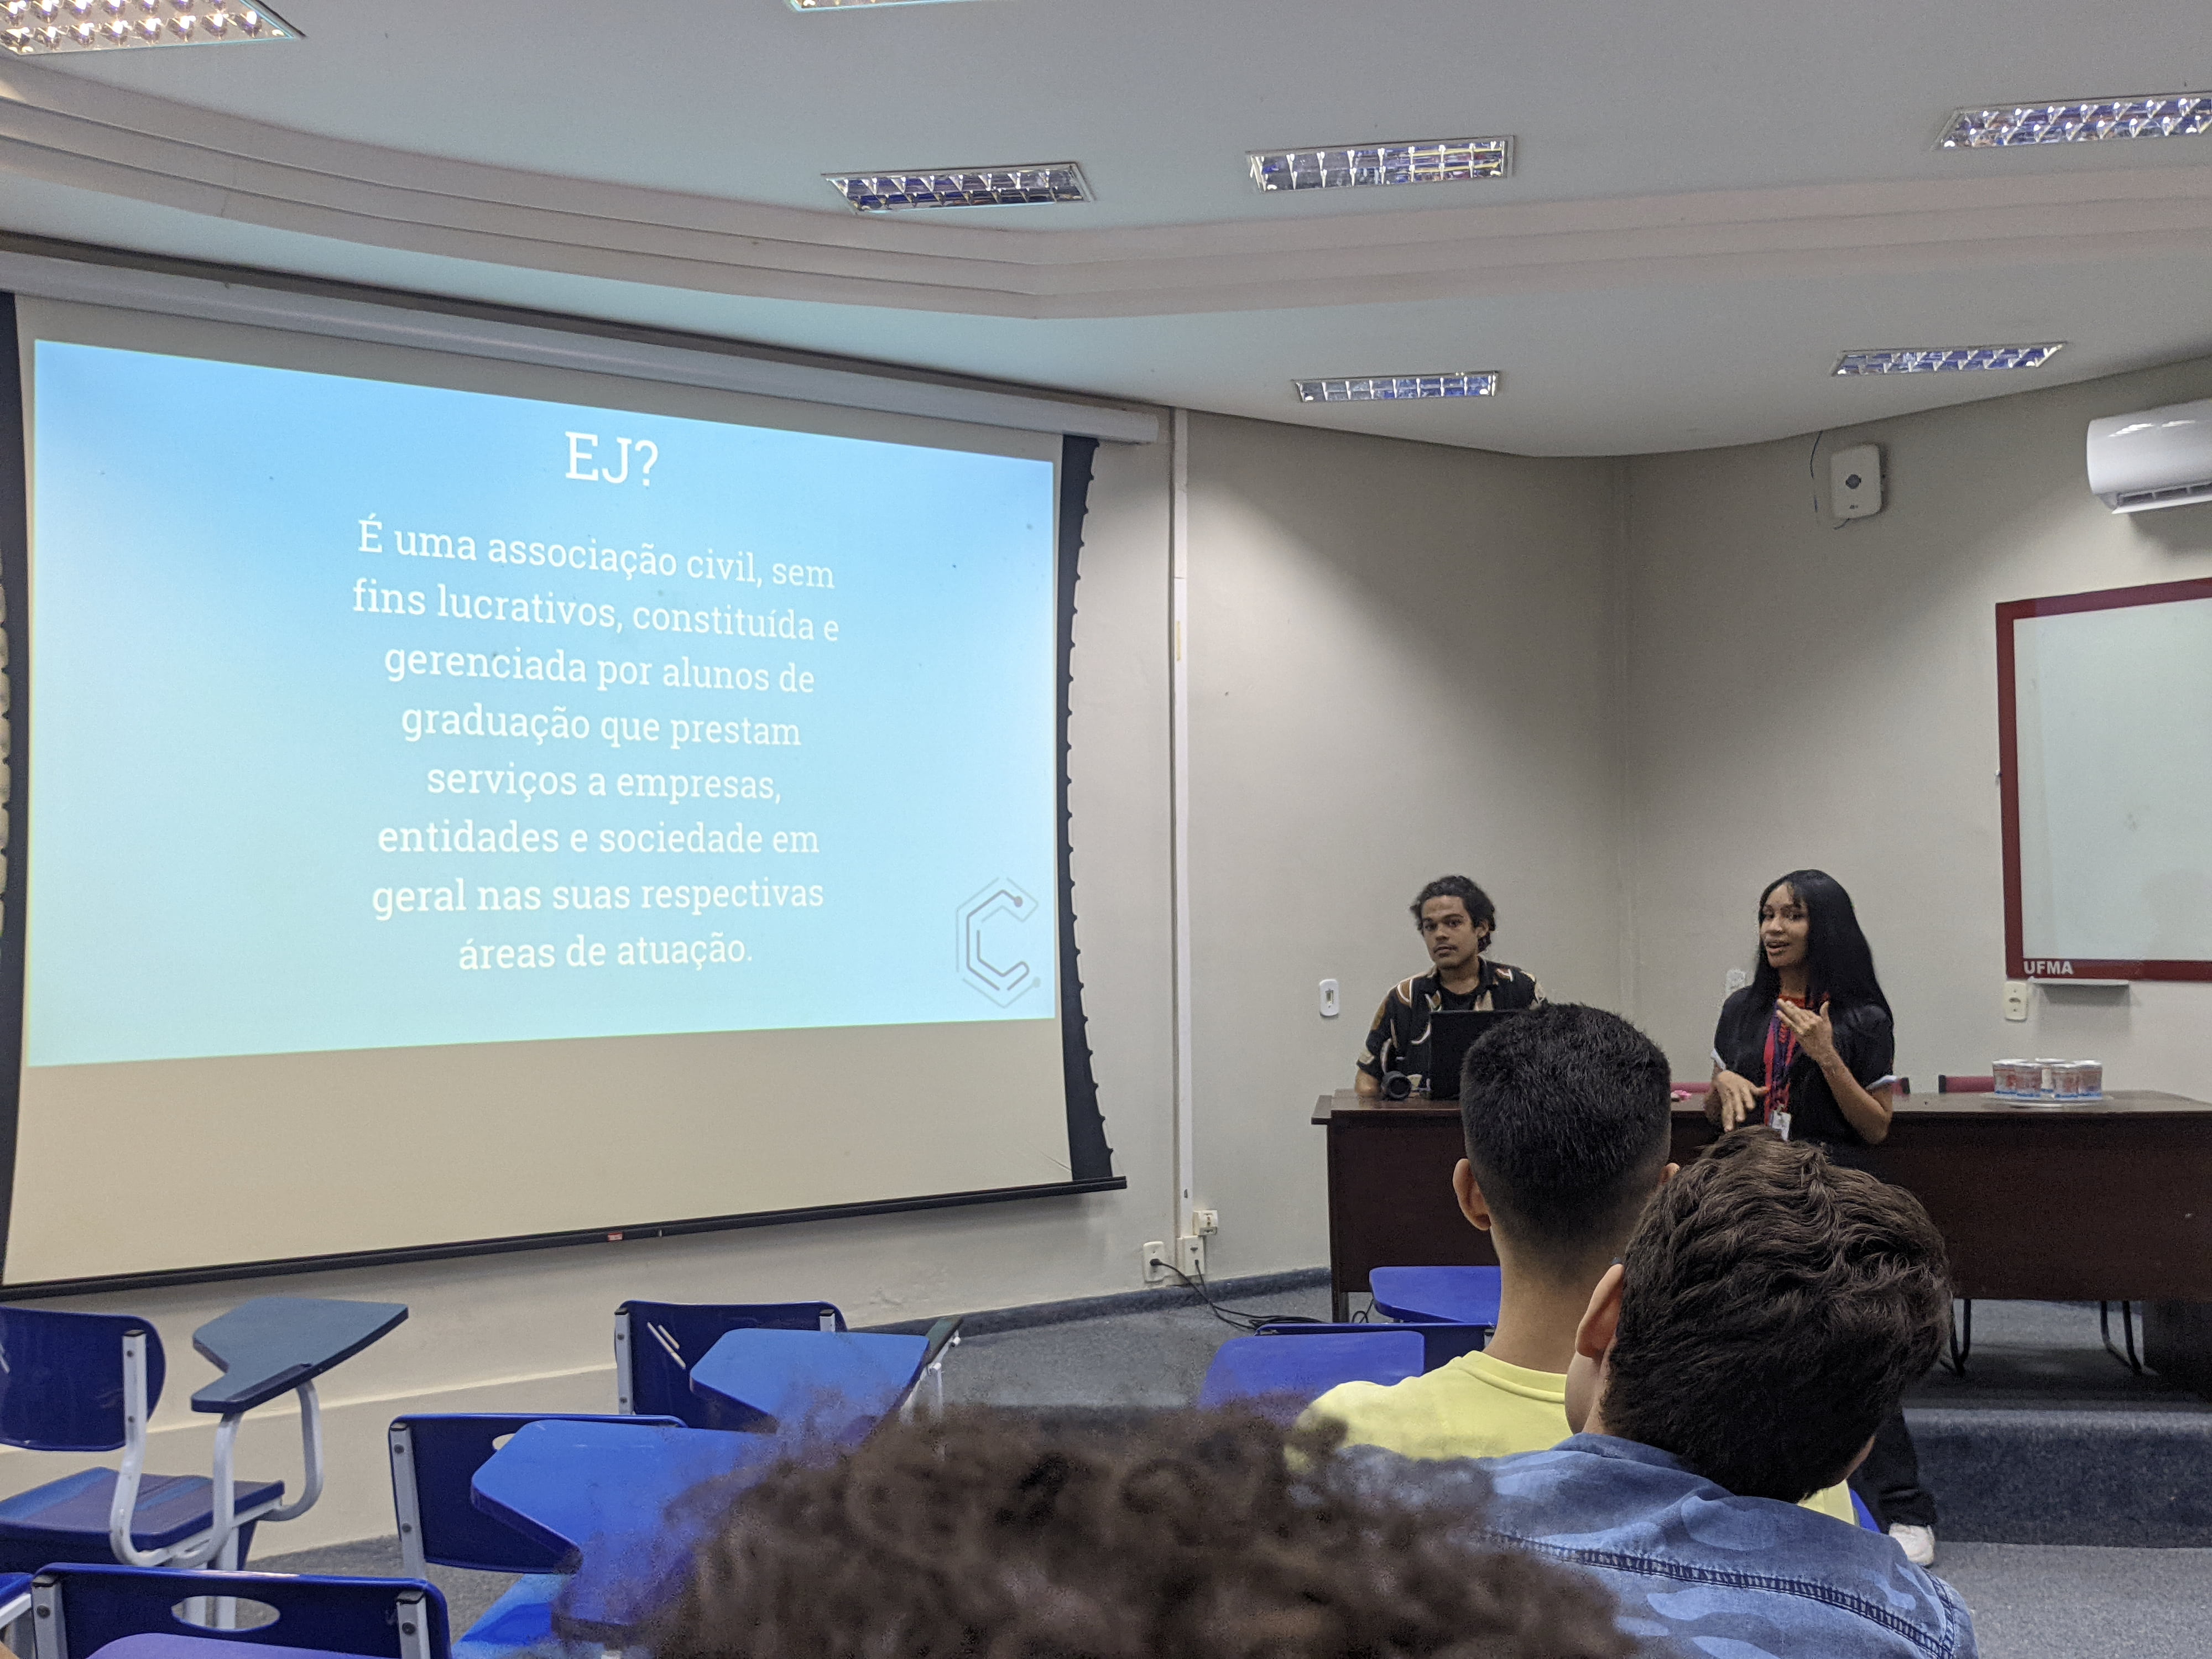 EJ?
É uma associação civil, sem
fins lucrativos, constituída e
gerenciada por alunos de
graduação que prestam
serviços a empresas,
entidades e sociedade em
geral nas suas respectivas
áreas de atuação.
UFMA